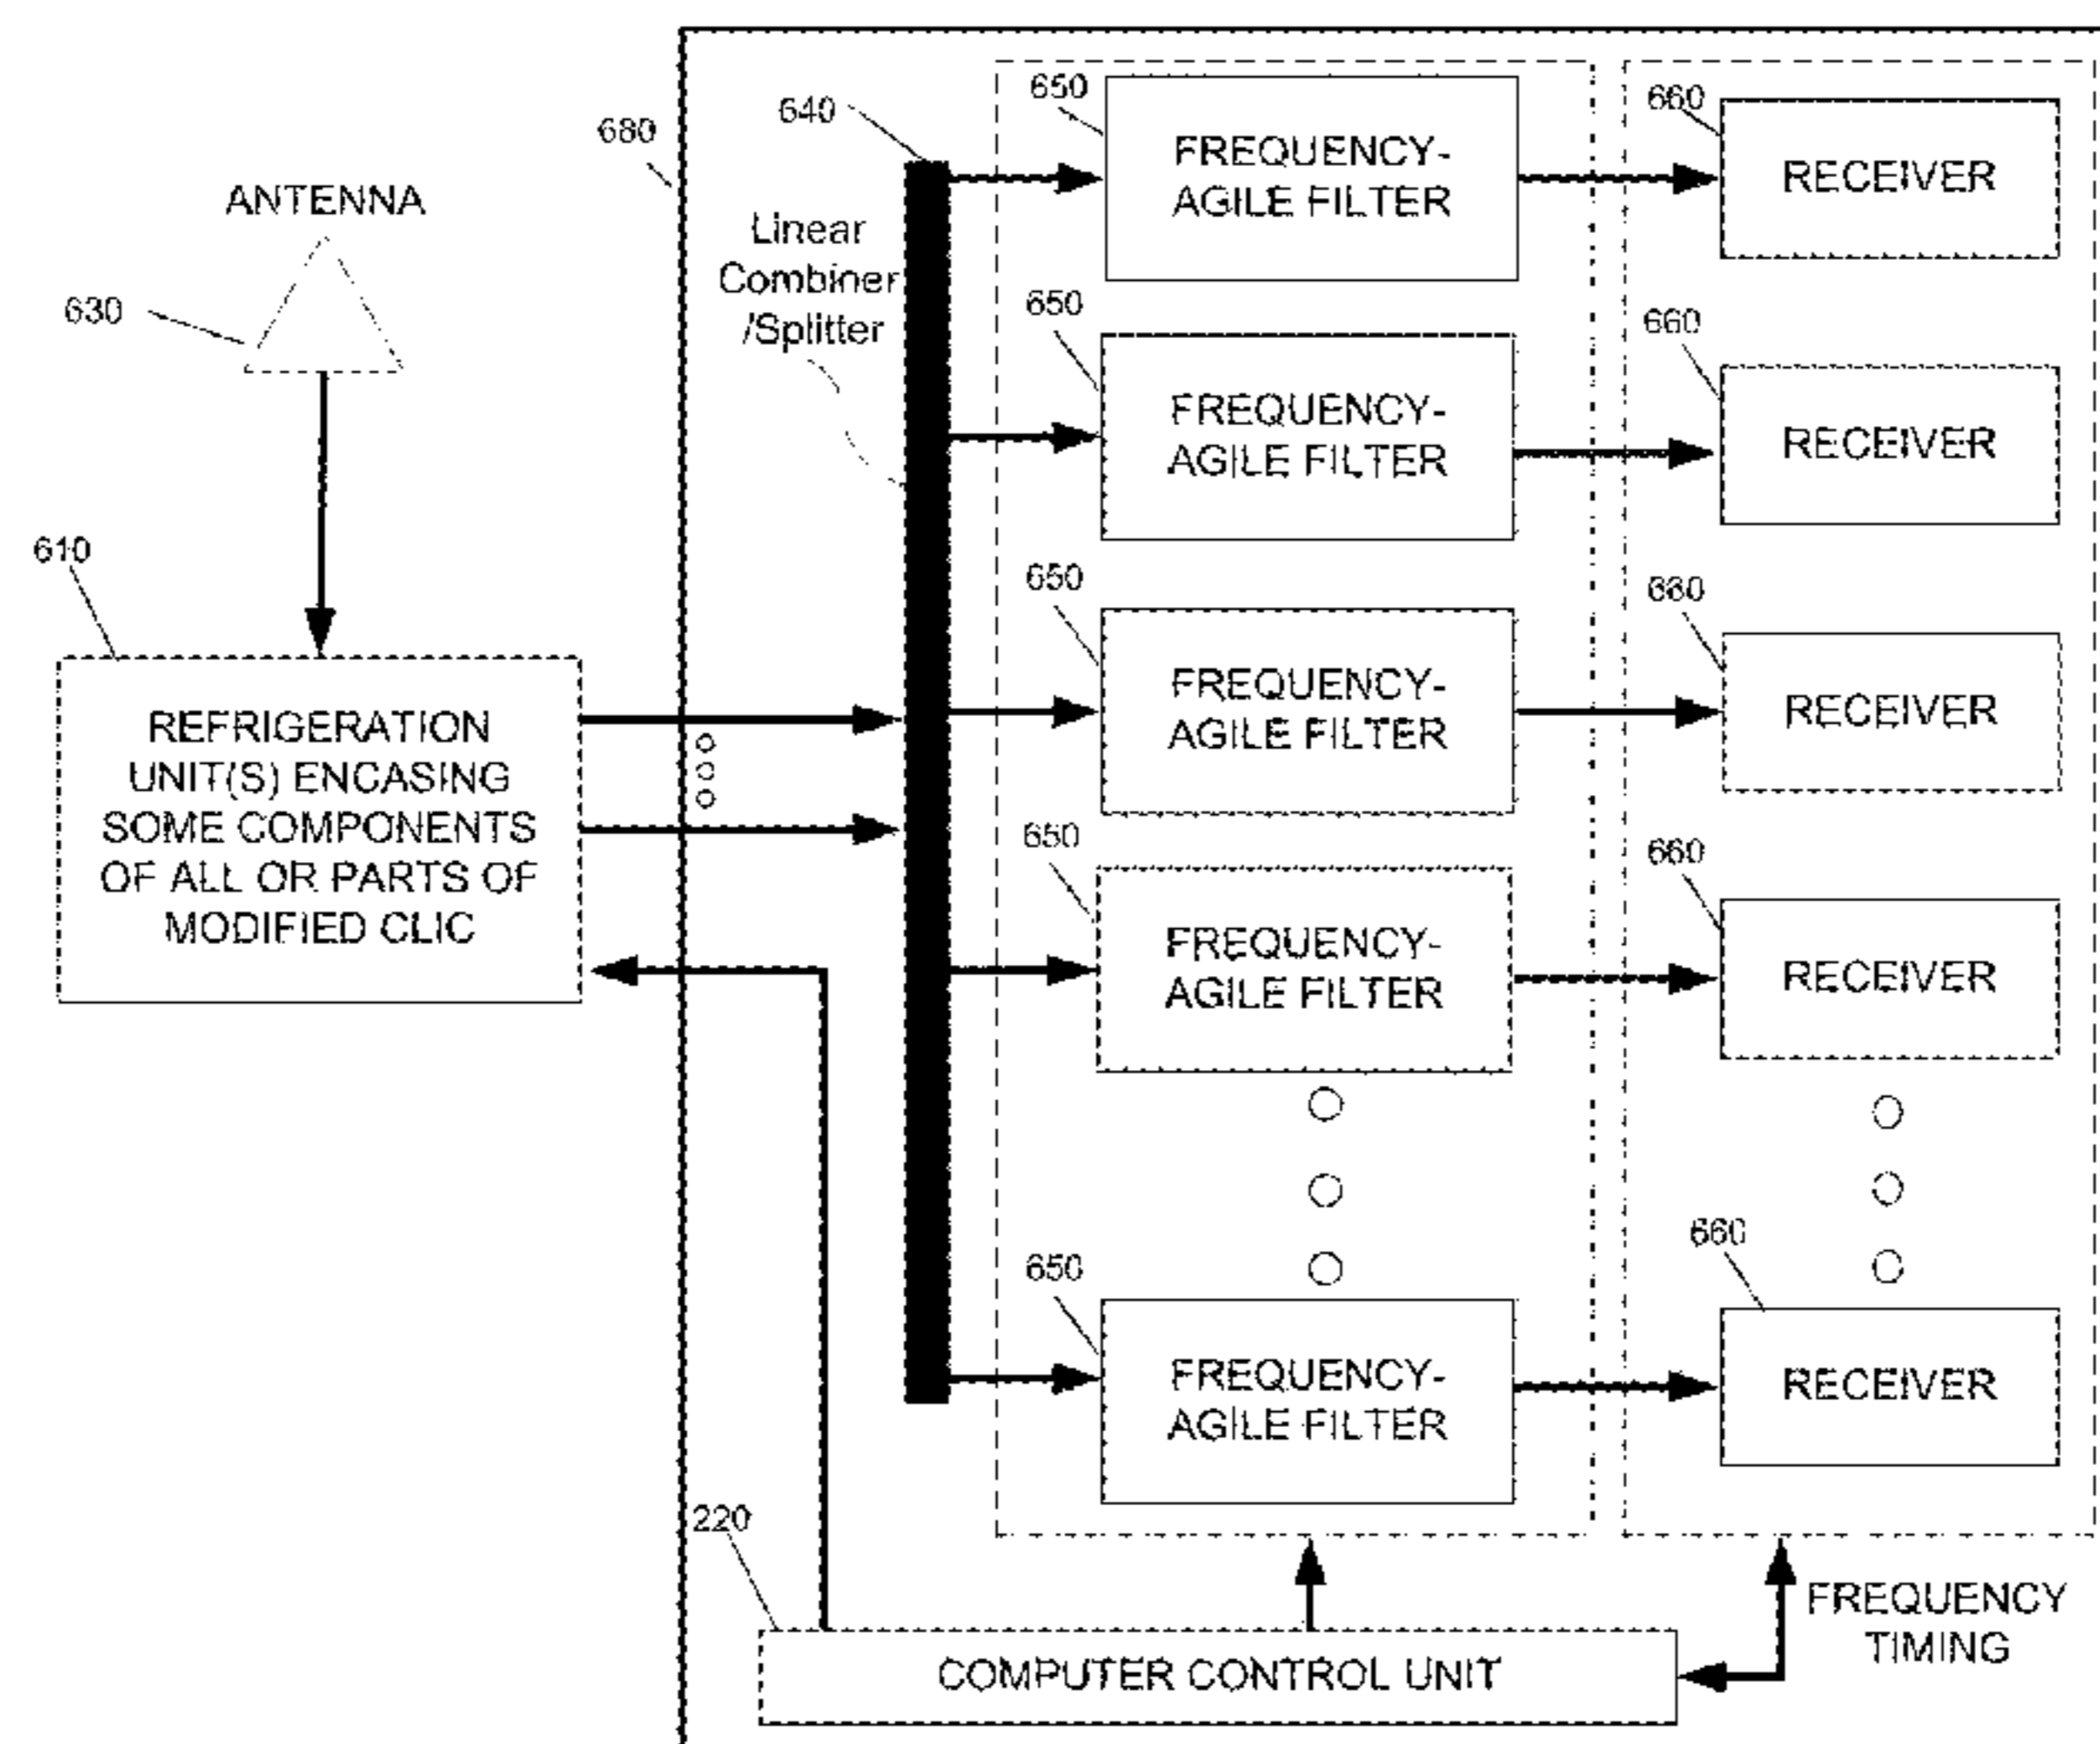 ANTENNA
630
610
REFRIGERATION
UNIT(S) ENCASING
SOME COMPONENTS
OF ALL OR PARTS OF
MODIFIED CLIC
680
640
Linear
Combiner
/Splitter
650
FREQUENCY-
AGILE FILTER
660
RECEIVER
650
FREQUENCY-
AGILE FILTER
660
RECEIVER
650
FREQUENCY-
AGILE FILTER
660
RECEIVER
650
FREQUENCY-
AGILE FILTER
660
RECEIVER
650
FREQUENCY-
AGILE FILTER
660
RECEIVER
220
COMPUTER CONTROL UNIT
FREQUENCY
TIMING